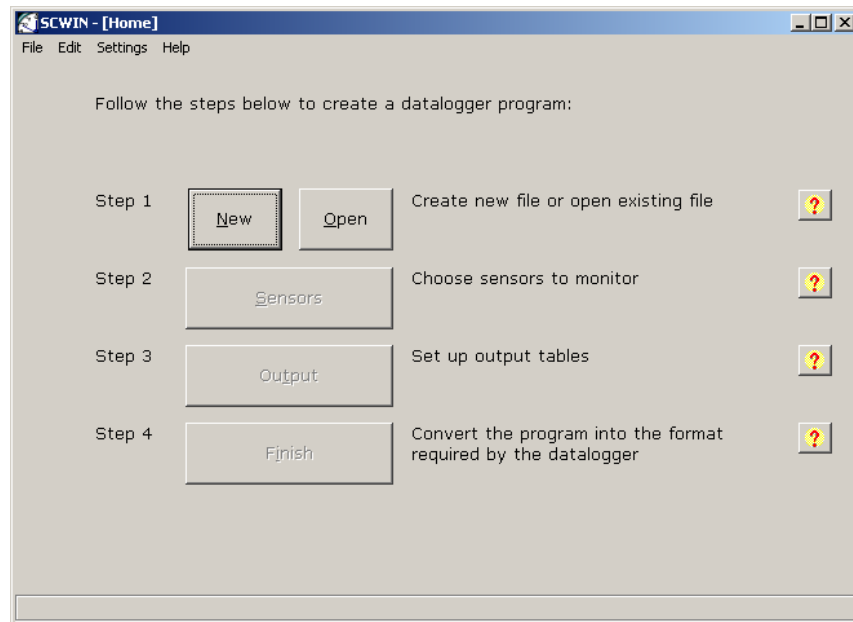 SCWIN - [Home]
File Edit Settings Help
Follow the steps below to create a datalogger program:
Step 1 New Open Create new file or open existing file ?
Step 2 Sensors Choose sensors to monitor ?
Step 3 Output Set up output tables ?
Step 4 Finish Convert the program into the format
required by the datalogger ?